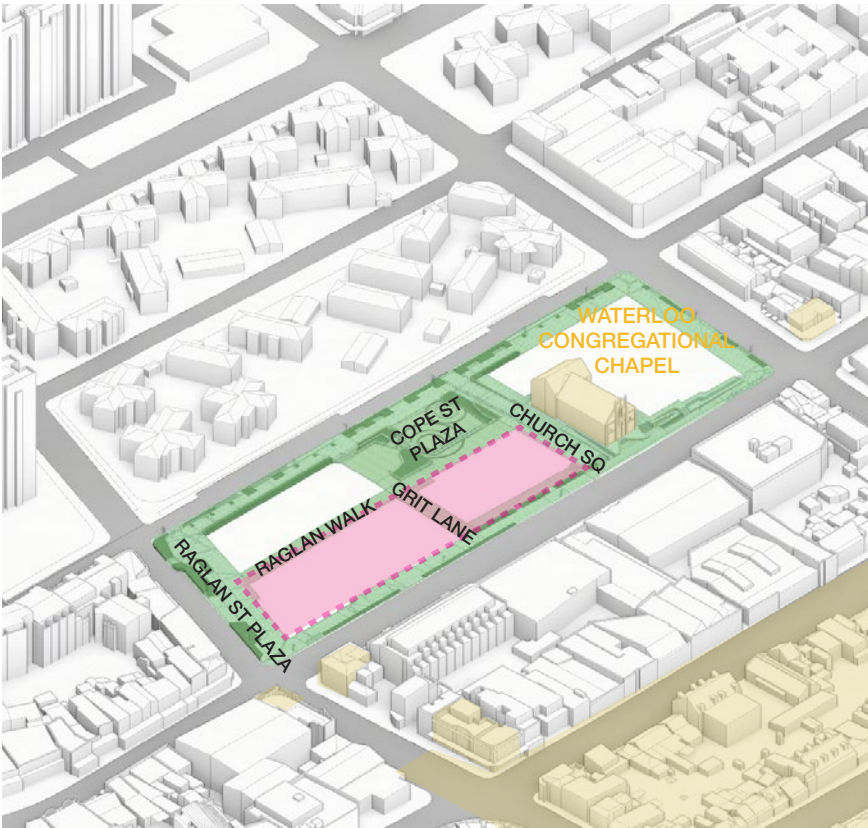 WATERLOO
CONGREGATIONAL
CHAPEL
COPE ST
PLAZA
CHURCH SQ
GRIT LANE
RAGLAN WALK
RAGLAN ST PLAZA